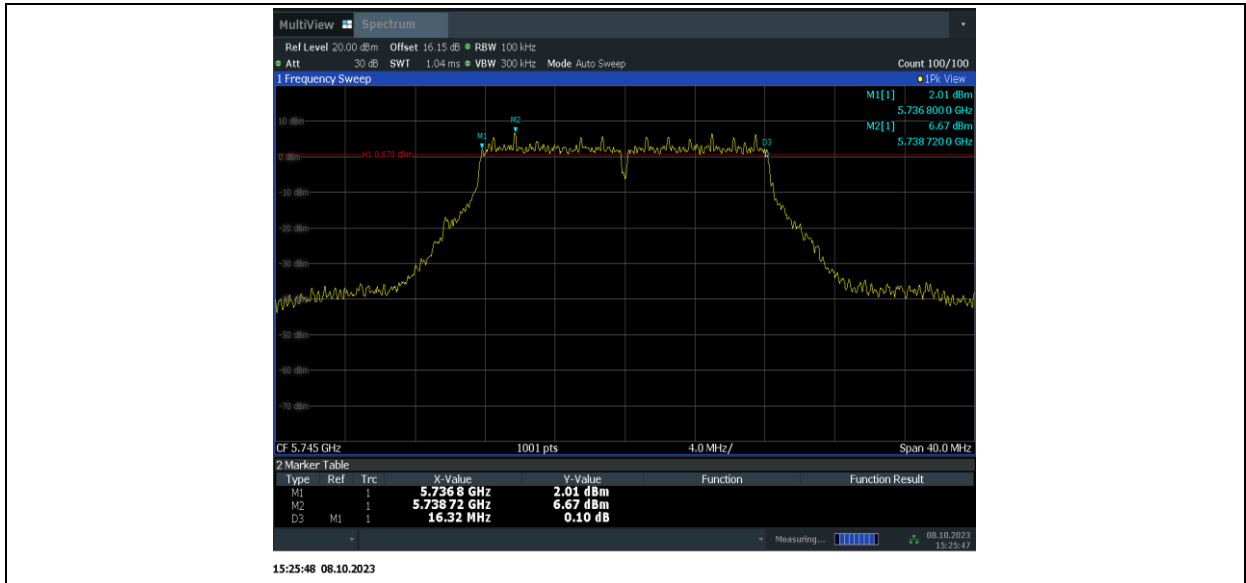 MultiView Spectrum
Ref Level 20.00 dBm Offset 16.15 dB RBW 100 kHz
Att 30 dB SWT 1.04 ms VBW 300 kHz Mode Auto Sweep Count 100/100
1 Frequency Sweep 1Pk View
M1[1] 2.01 dBm
5.736 800 0 GHz
M2[1] 6.67 dBm
5.738 720 0 GHz
10 dBm
M2
M1
D3
0 dBm
H1 0.670 dBm
-10 dBm
-20 dBm
-30 dBm
-50 dBm
-60 dBm
-70 dBm
CF 5.745 GHz 1001 pts 4.0 MHz/ Span 40.0 MHz
2 Marker Table
Type Ref Trc X-Value Y-Value Function Function Result
M1 1 5.736 8 GHz 2.01 dBm
M2 1 5.738 72 GHz 6.67 dBm
D3 M1 1 16.32 MHz 0.10 dB
Measuring... 08.10.2023
15:25:47
15:25:48 08.10.2023